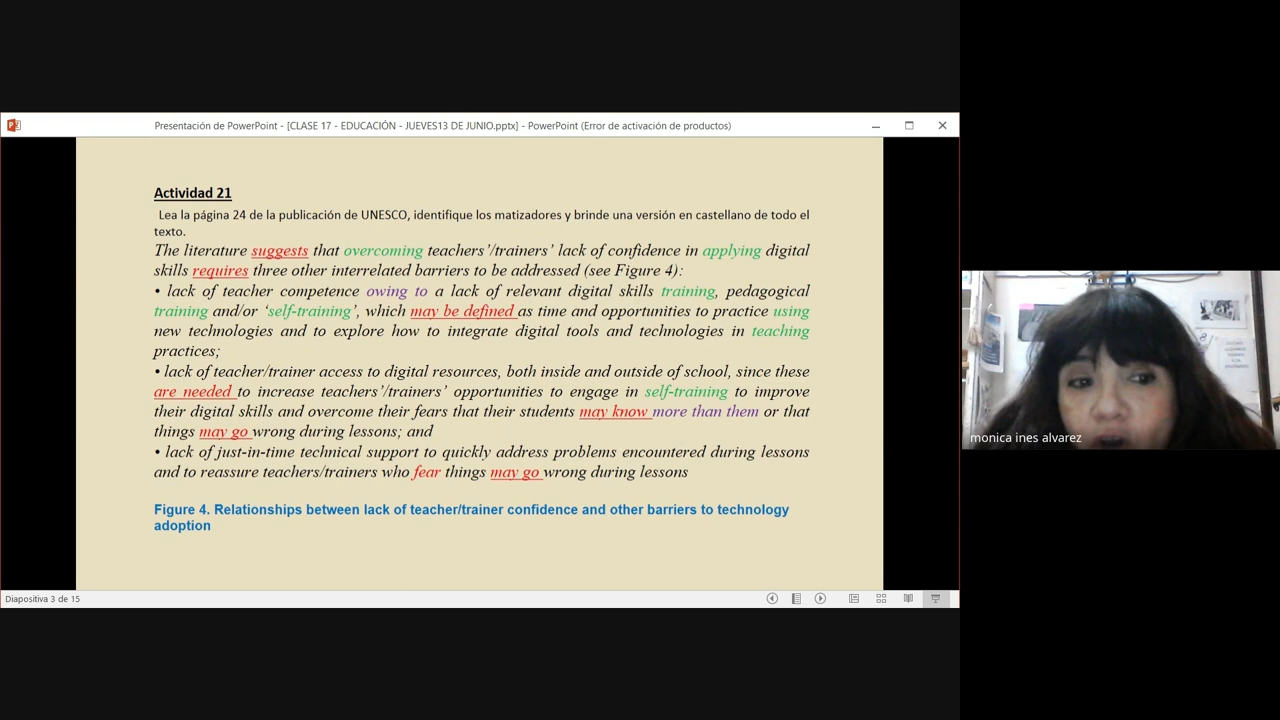 Presentación de PowerPoint - [CLASE 17 - EDUCACIÓN - JUEVES13 DE JUNIO.pptx] - PowerPoint (Error de activación de productos)
Actividad 21
Lea la página 24 de la publicación de UNESCO, identifique los matizadores y brinde una versión en castellano de todo el
texto.
The literature suggests that overcoming teachers'/trainers' lack of confidence in applying digital
skills requires three other interrelated barriers to be addressed (see Figure 4):
• lack of teacher competence owing to a lack of relevant digital skills training, pedagogical
training and/or 'self-training', which may be defined as time and opportunities to practice using
new technologies and to explore how to integrate digital tools and technologies in teaching
practices;
• lack of teacher/trainer access to digital resources, both inside and outside of school, since these
are needed to increase teachers'/trainers' opportunities to engage in self-training to improve
their digital skills and overcome their fears that their students may know more than them or that
things may go wrong during lessons; and
• lack of just-in-time technical support to quickly address problems encountered during lessons
and to reassure teachers/trainers who fear things may go wrong during lessons
Figure 4. Relationships between lack of teacher/trainer confidence and other barriers to technology
adoption
Diapositiva 3 de 15
monica ines alvarez